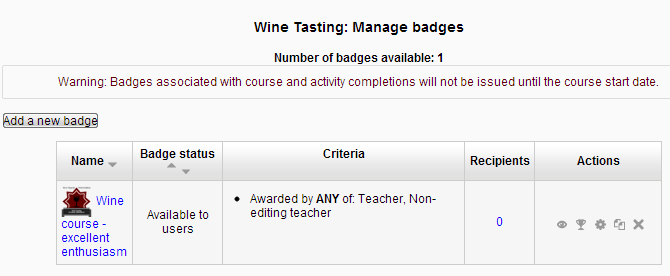 Wine Tasting: Manage badges
Number of badges available: 1
Warning: Badges associated with course and activity completions will not be issued until the course start date.
Add a new badge
Name
Badge status
Criteria
Recipients
Actions
Wine
course -
excellent
enthusiasm
Available to
users
Awarded by ANY of: Teacher, Non-
editing teacher
0